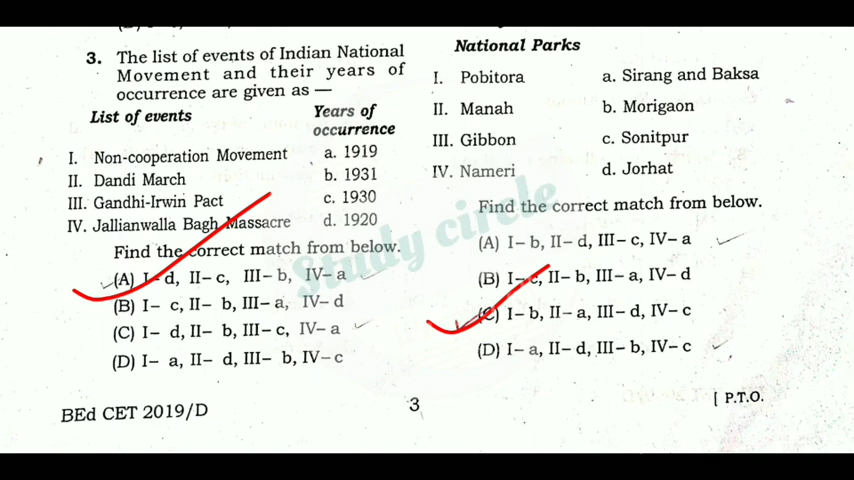 3. The list of events of Indian National
Movement and their years of
occurrence are given as —
List of events Years of
occurrence
I. Non-cooperation Movement a. 1919
II. Dandi March b. 1931
III. Gandhi-Irwin Pact c. 1930
IV. Jallianwalla Bagh Massacre d. 1920
Find the correct match from below.
(A) I– d, II– c, III– b, IV– a
(B) I– c, II– b, III– a, IV– d
(C) I– d, II– b, III– c, IV– a
(D) I– a, II– d, III– b, IV– c
National Parks
I. Pobitora a. Sirang and Baksa
II. Manah b. Morigaon
III. Gibbon c. Sonitpur
IV. Nameri d. Jorhat
Find the correct match from below.
(A) I– b, II– d, III– c, IV– a
(B) I– c, II– b, III– a, IV– d
(C) I– b, II– a, III– d, IV– c
(D) I– a, II– d, III– b, IV– c
Study circle
BEd CET 2019/D 3 [ P.T.O.